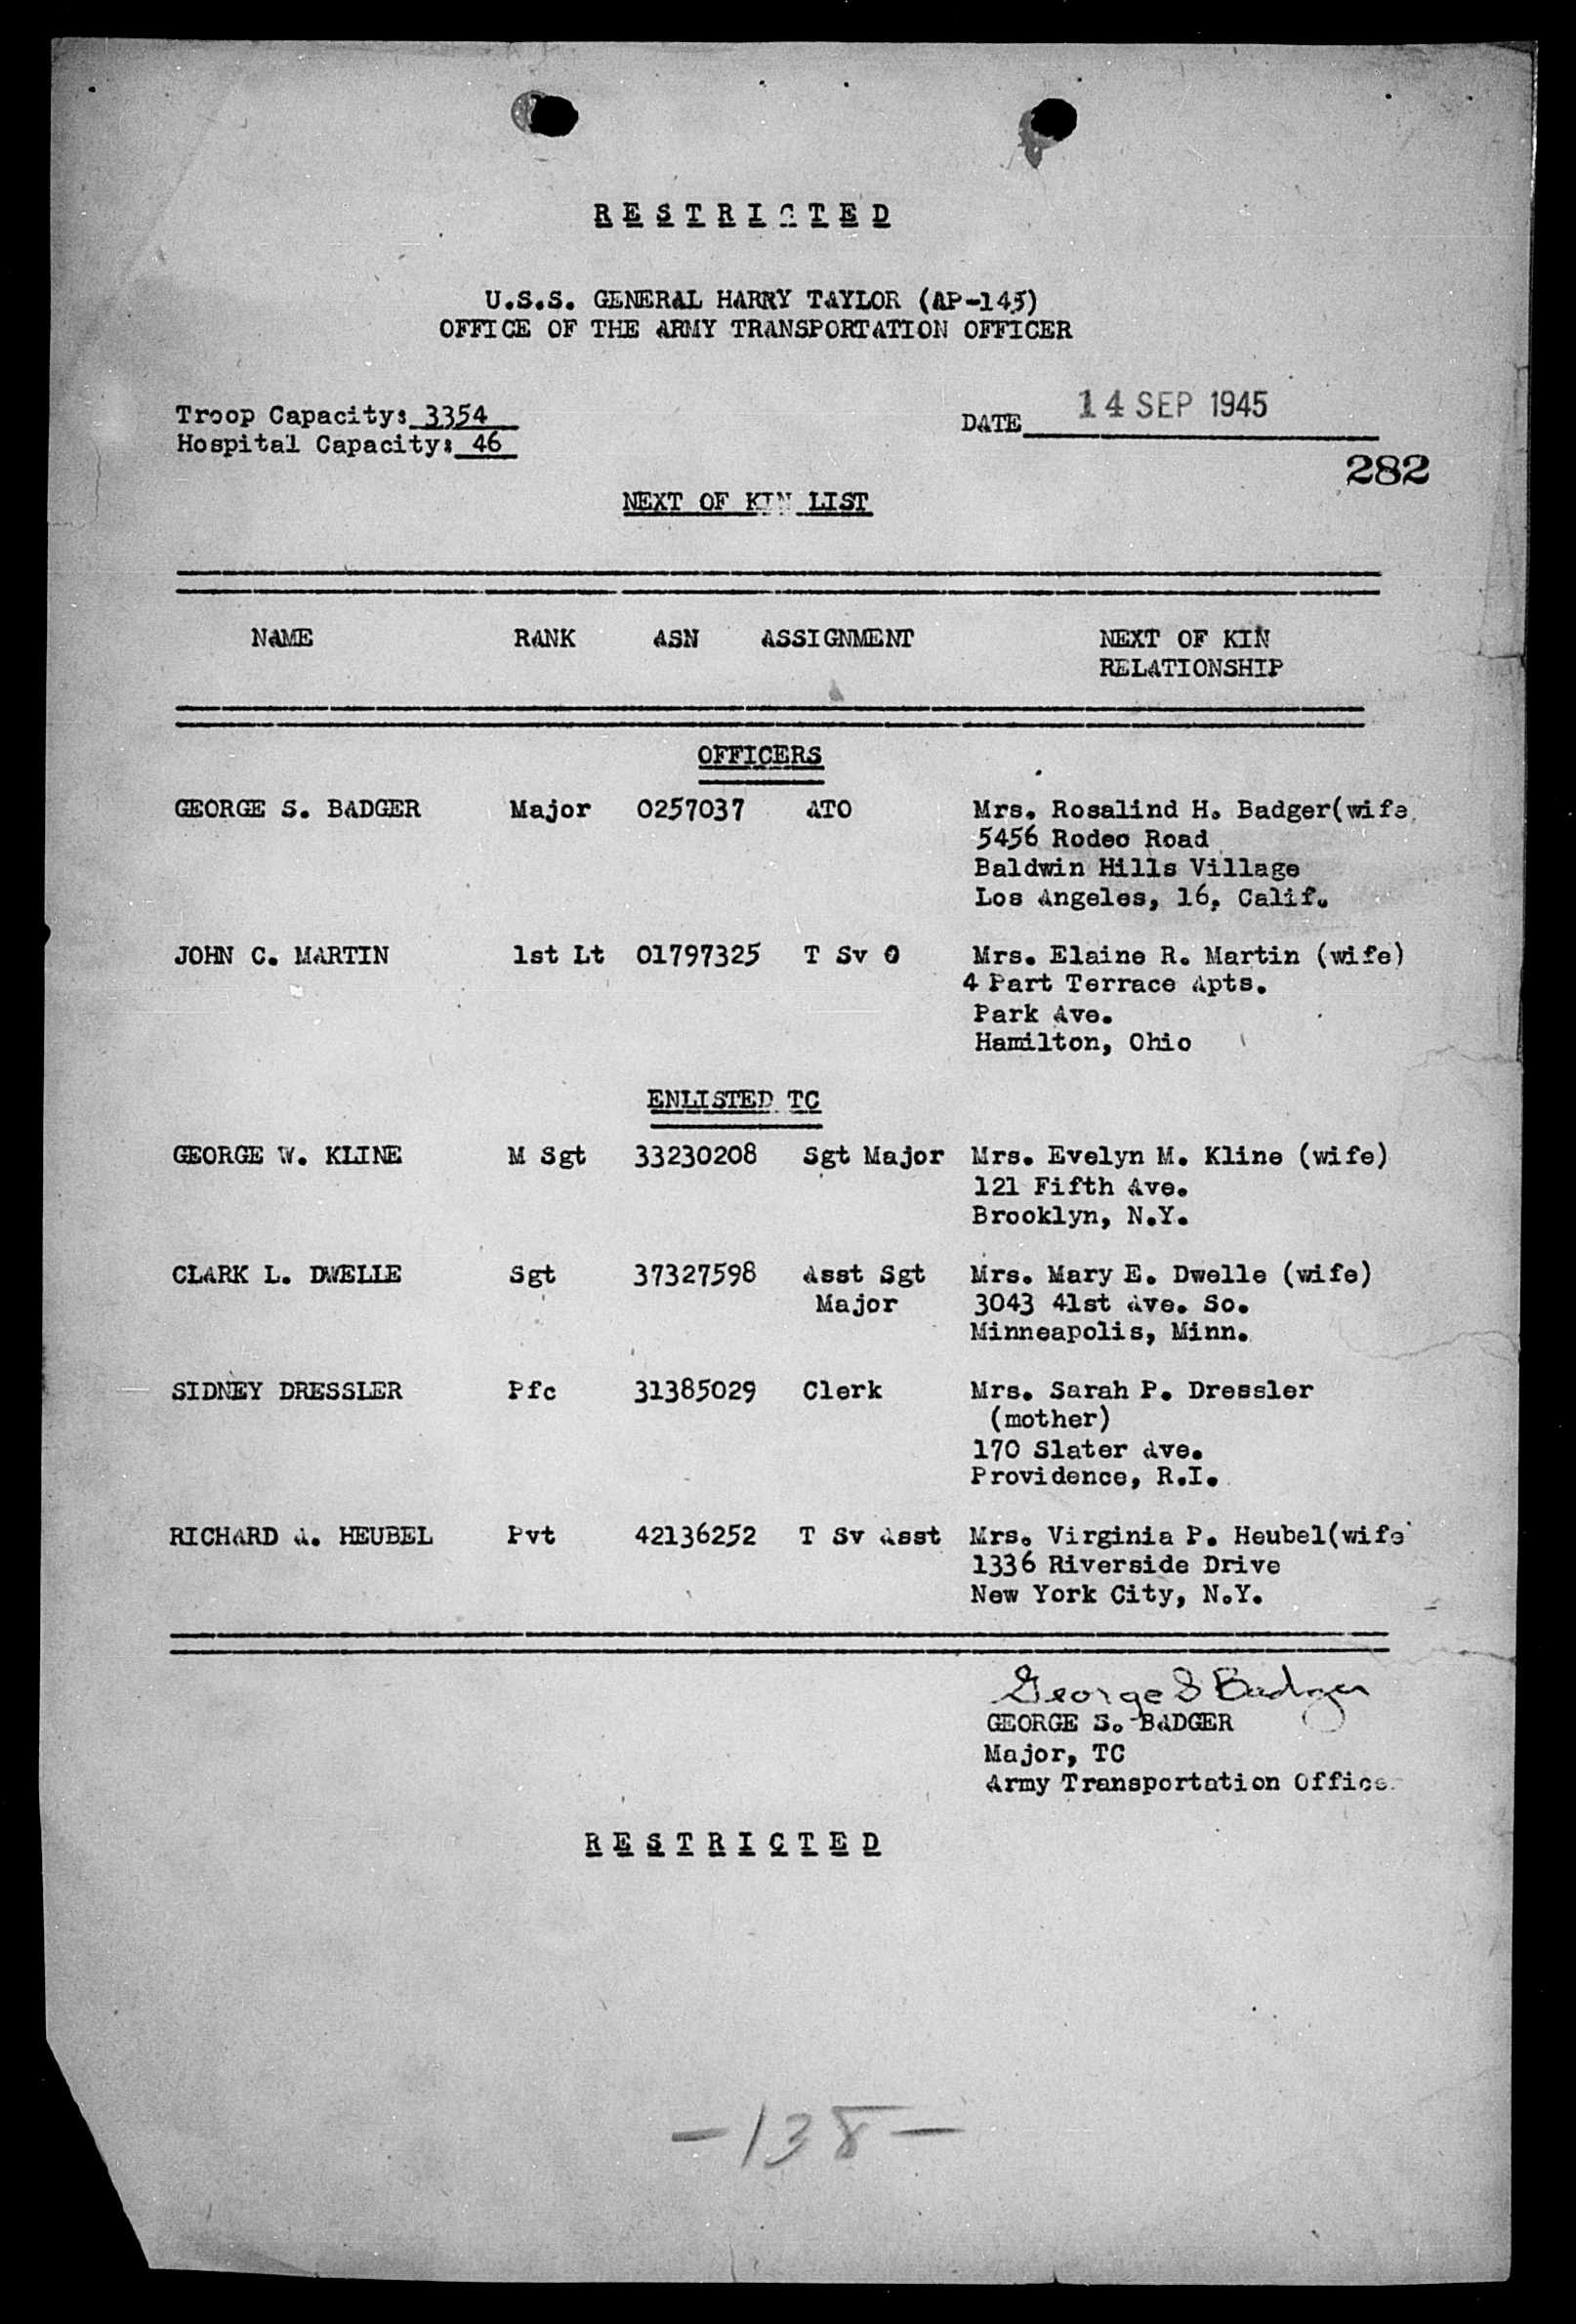 RESTRICTED
U.S.S. GENERAL HARRY TAYLOR (AP-145)
OFFICE OF THE ARMY TRANSPORTATION OFFICER
Troop Capacity: 3354
DATE 14 SEP 1945
Hospital Capacity: 46
282
NEXT OF KIN LIST
NAME RANK ASN ASSIGNMENT NEXT OF KIN
RELATIONSHIP
OFFICERS
GEORGE S. BADGER Major 0257037 ATO Mrs. Rosalind H. Badger(wife
5456 Rodeo Road
Baldwin Hills Village
Los Angeles, 16, Calif.
JOHN C. MARTIN 1st Lt 01797325 T Sv O Mrs. Elaine R. Martin (wife)
4 Part Terrace Apts.
Park Ave.
Hamilton, Ohio
ENLISTED TC
GEORGE W. KLINE M Sgt 33230208 Sgt Major Mrs. Evelyn M. Kline (wife)
121 Fifth Ave.
Brooklyn, N.Y.
CLARK L. DWELLE Sgt 37327598 Asst Sgt Mrs. Mary E. Dwelle (wife)
Major 3043 41st Ave. So.
Minneapolis, Minn.
SIDNEY DRESSLER Pfc 31385029 Clerk Mrs. Sarah P. Dressler
(mother)
170 Slater Ave.
Providence, R.I.
RICHARD A. HEUBEL Pvt 42136252 T Sv Asst Mrs. Virginia P. Heubel(wife
1336 Riverside Drive
New York City, N.Y.
George S Badger
GEORGE S. BADGER
Major, TC
Army Transportation Officer
RESTRICTED
-138-